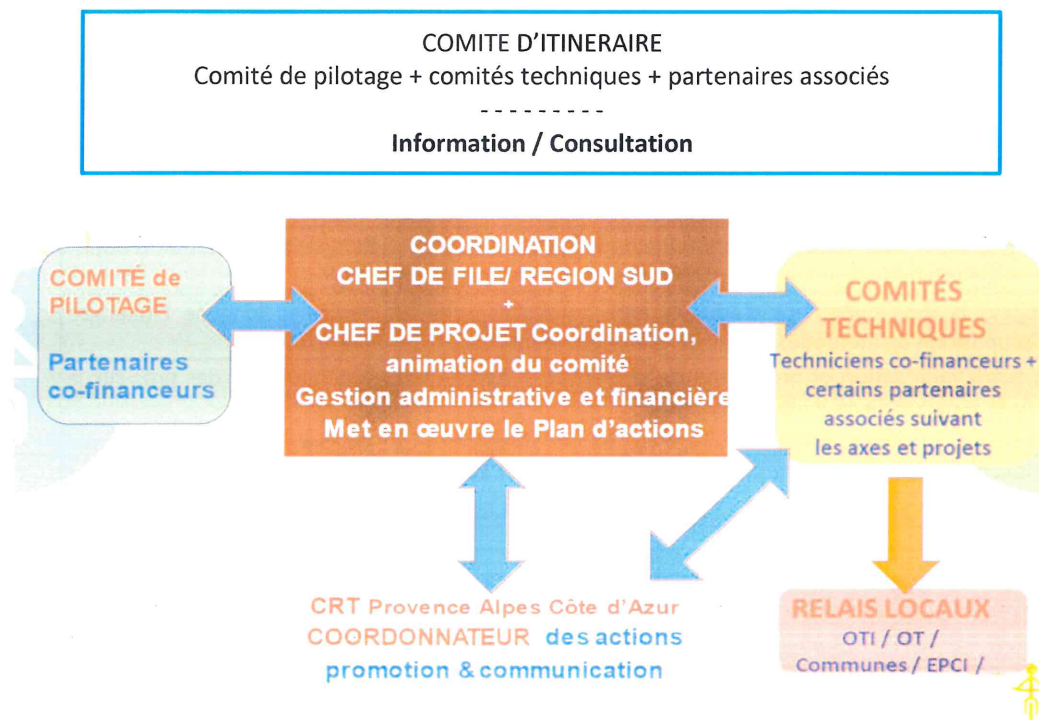 COMITE D'ITINERAIRE
Comité de pilotage + comités techniques + partenaires associés
- - - - - - - - -
Information / Consultation
COMITÉ de
PILOTAGE
Partenaires
co-financeurs
COORDINATION
CHEF DE FILE/ REGION SUD
+
CHEF DE PROJET Coordination,
animation du comité
Gestion administrative et financière
Met en œuvre le Plan d'actions
COMITÉS
TECHNIQUES
Techniciens co-financeurs +
certains partenaires
associés suivant
les axes et projets
CRT Provence Alpes Côte d'Azur
COORDONNATEUR des actions
promotion & communication
RELAIS LOCAUX
OTI / OT /
Communes / EPCI /